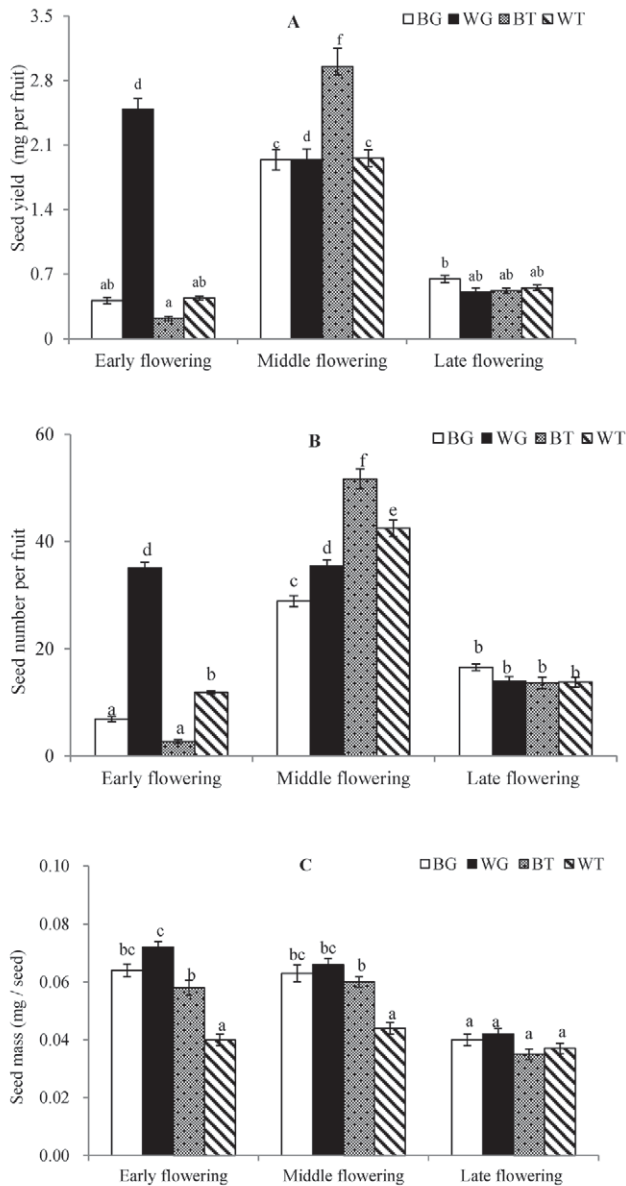 A
BG WG BT WT
Seed yield (mg per fruit)
3.5
2.8
2.1
1.4
0.7
0
ab d a ab
c d f c
b ab ab ab
Early flowering Middle flowering Late flowering
B
BG WG BT WT
Seed number per fruit
60
40
20
0
a d a b
c d f e
b b b b
Early flowering Middle flowering Late flowering
C
BG WG BT WT
Seed mass (mg / seed)
0.10
0.08
0.06
0.04
0.02
0.00
bc c b a
bc bc b a
a a a a
Early flowering Middle flowering Late flowering